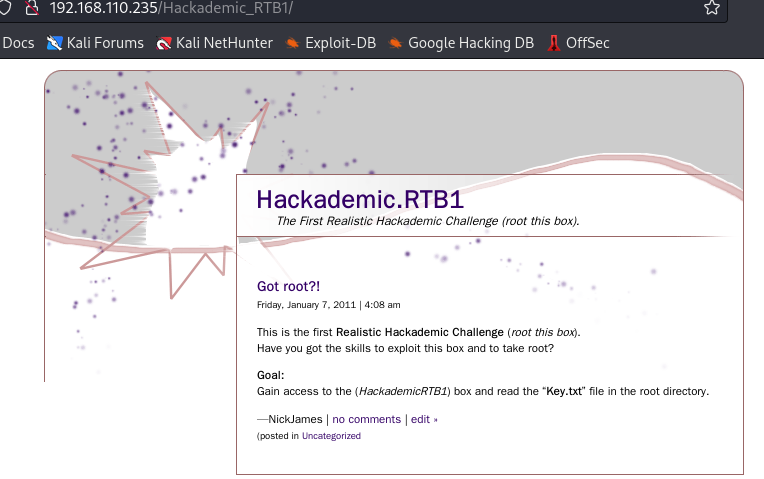 192.168.110.235/Hackademic_RTB1/
Docs Kali Forums Kali NetHunter Exploit-DB Google Hacking DB OffSec
Hackademic.RTB1
The First Realistic Hackademic Challenge (root this box).
Got root?!
Friday, January 7, 2011 | 4:08 am
This is the first Realistic Hackademic Challenge (root this box).
Have you got the skills to exploit this box and to take root?
Goal:
Gain access to the (HackademicRTB1) box and read the “Key.txt” file in the root directory.
—NickJames | no comments | edit »
(posted in Uncategorized